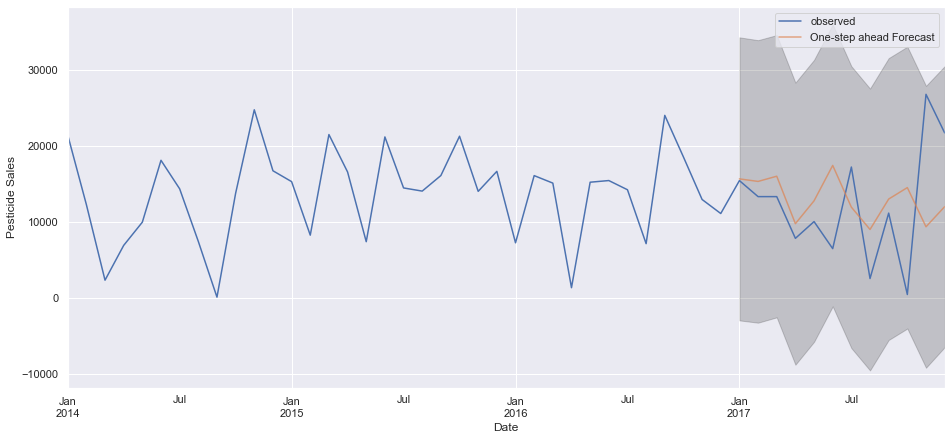 observed
One-step ahead Forecast
30000
20000
10000
0
−10000
Pesticide Sales
Jan Jul Jan Jul Jan Jul Jan Jul
2014 2015 2016 2017
Date